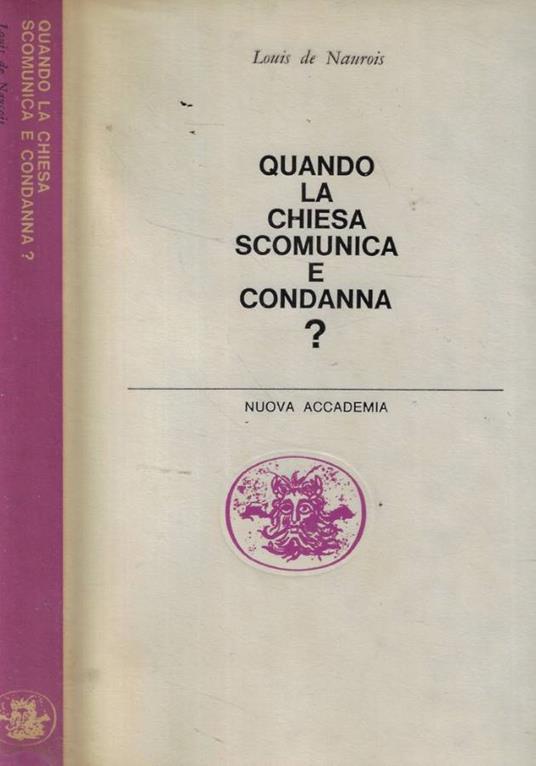 QUANDO LA CHIESA
SCOMUNICA E CONDANNA ?
Louis de Naurois
Louis de Naurois
QUANDO
LA
CHIESA
SCOMUNICA
E
CONDANNA
?
NUOVA ACCADEMIA